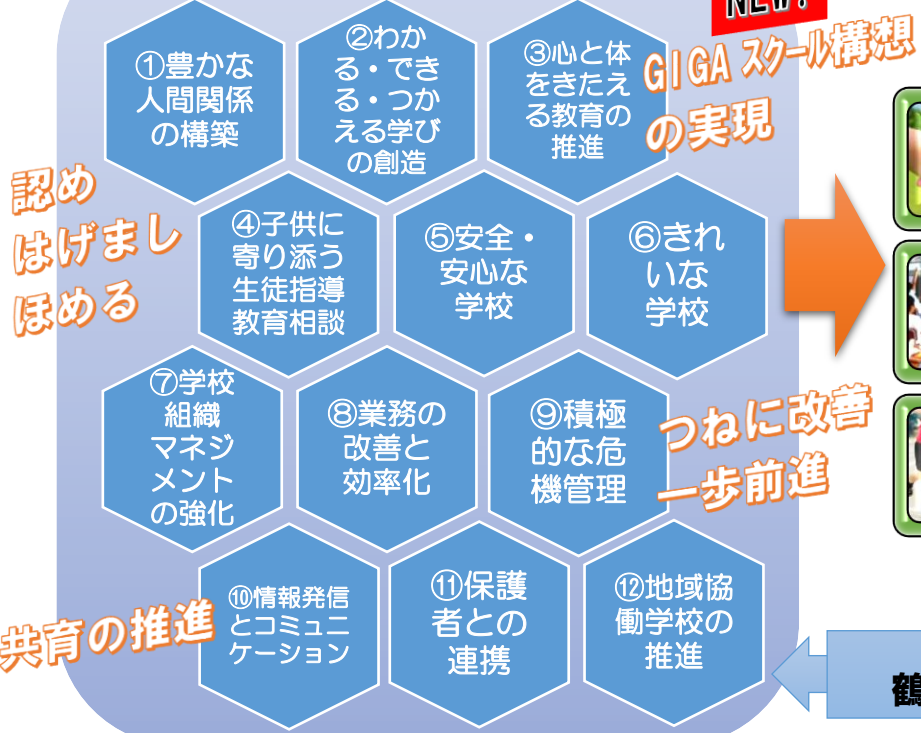 NEW!
GIGA スクール構想
の実現
①豊かな
人間関係
の構築
②わか
る・でき
る・つか
える学び
の創造
③心と体
をきたえ
る教育の
推進
認め
はげまし
ほめる
④子供に
寄り添う
生徒指導
教育相談
⑤安全・
安心な
学校
⑥きれ
いな
学校
⑦学校
組織
マネジ
メント
の強化
⑧業務の
改善と
効率化
⑨積極
的な危
機管理
つねに改善
一歩前進
共育の推進
⑩情報発信
とコミュニ
ケーション
⑪保護
者との
連携
⑫地域協
働学校の
推進
鶴